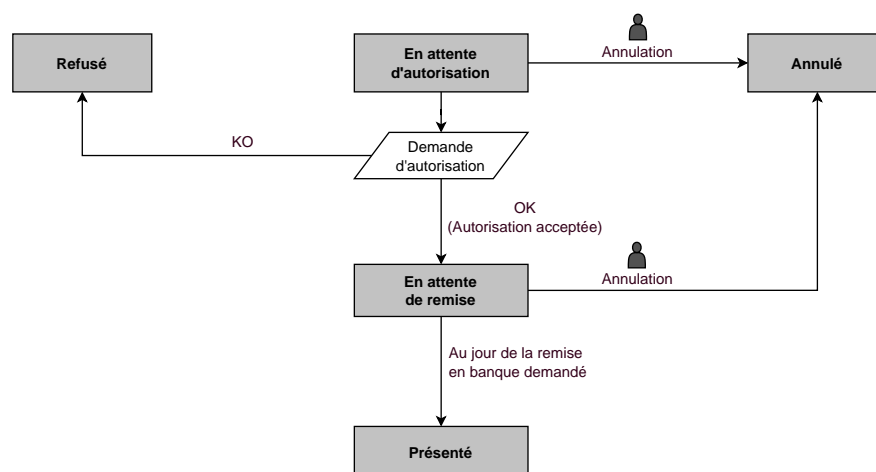 Refusé
En attente
d'autorisation
Annulation
Annulé
KO
Demande
d'autorisation
OK
(Autorisation acceptée)
En attente
de remise
Annulation
Au jour de la remise
en banque demandé
Présenté